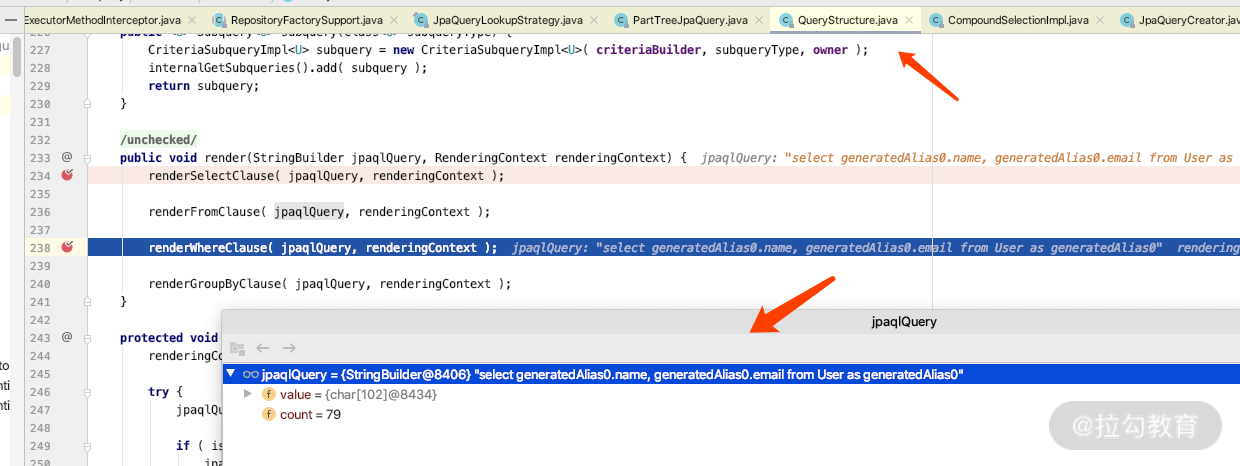 ExecutorMethodInterceptor.java RepositoryFactorySupport.java JpaQueryLookupStrategy.java PartTreeJpaQuery.java QueryStructure.java CompoundSelectionImpl.java JpaQueryCreator.java
227 CriteriaSubqueryImpl<U> subquery = new CriteriaSubqueryImpl<U>( criteriaBuilder, subqueryType, owner );
228 internalGetSubqueries().add( subquery );
229 return subquery;
230 }
231
232 /unchecked/
233 @ public void render(StringBuilder jpaqlQuery, RenderingContext renderingContext) { jpaqlQuery: "select generatedAlias0.name, generatedAlias0.email from User as
234 renderSelectClause( jpaqlQuery, renderingContext );
235
236 renderFromClause( jpaqlQuery, renderingContext );
237
238 renderWhereClause( jpaqlQuery, renderingContext ); jpaqlQuery: "select generatedAlias0.name, generatedAlias0.email from User as generatedAlias0" rendering
239
240 renderGroupByClause( jpaqlQuery, renderingContext );
241 }
242
jpaqlQuery
243 @ protected void
244 renderingCo
245
jpaqlQuery = {StringBuilder@8406} "select generatedAlias0.name, generatedAlias0.email from User as generatedAlias0"
246 try {
f value = {char[102]@8434}
247 jpaqlQu
f count = 79
248
249 if ( is
250
@拉勾教育